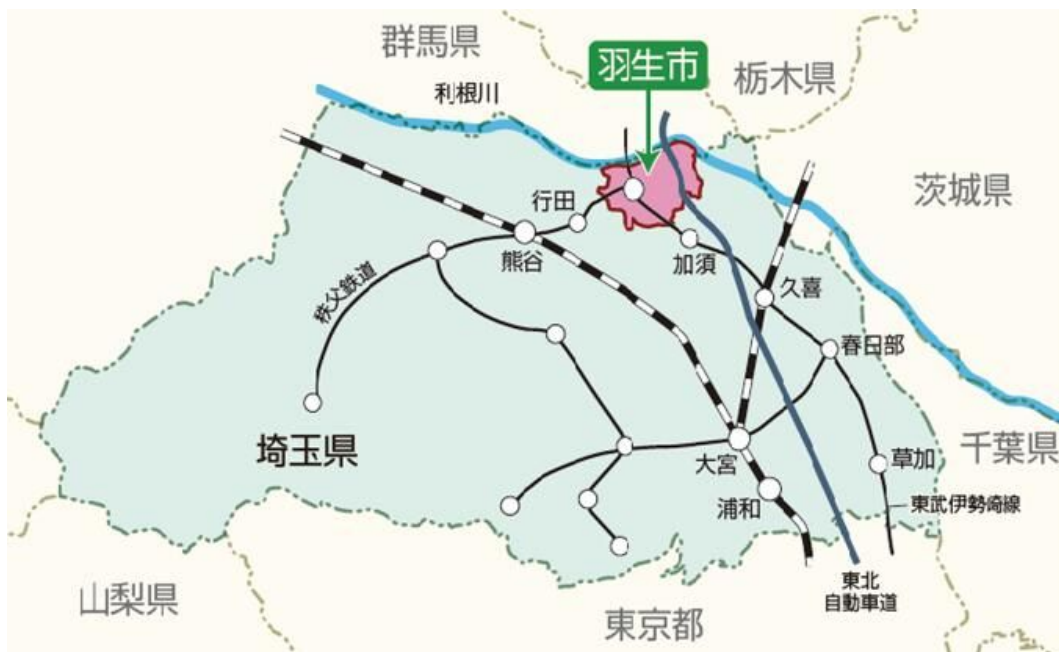 群馬県
羽生市
栃木県
利根川
茨城県
行田
熊谷
加須
久喜
秩父鉄道
春日部
埼玉県
大宮
草加
千葉県
浦和
東武伊勢崎線
山梨県
東京都
東北
自動車道